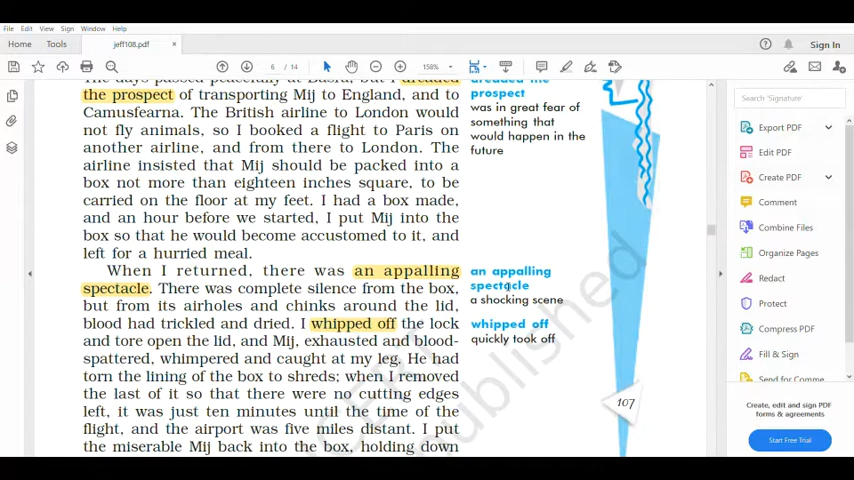 File Edit View Sign Window Help
Home Tools jeff108.pdf × Sign In
6 / 14 158%
The days passed peacefully at Basra, but I dreaded
the prospect of transporting Mij to England, and to
Camusfearna. The British airline to London would
not fly animals, so I booked a flight to Paris on
another airline, and from there to London. The
airline insisted that Mij should be packed into a
box not more than eighteen inches square, to be
carried on the floor at my feet. I had a box made,
and an hour before we started, I put Mij into the
box so that he would become accustomed to it, and
left for a hurried meal.
When I returned, there was an appalling
spectacle. There was complete silence from the box,
but from its airholes and chinks around the lid,
blood had trickled and dried. I whipped off the lock
and tore open the lid, and Mij, exhausted and blood-
spattered, whimpered and caught at my leg. He had
torn the lining of the box to shreds; when I removed
the last of it so that there were no cutting edges
left, it was just ten minutes until the time of the
flight, and the airport was five miles distant. I put
the miserable Mij back into the box, holding down
dreaded the
prospect
was in great fear of
something that
would happen in the
future
an appalling
spectacle
a shocking scene
whipped off
quickly took off
107
NCERT
published
Search 'Signature'
Export PDF
Edit PDF
Create PDF
Comment
Combine Files
Organize Pages
Redact
Protect
Compress PDF
Fill & Sign
Send for Comme
Create, edit and sign PDF
forms & agreements
Start Free Trial